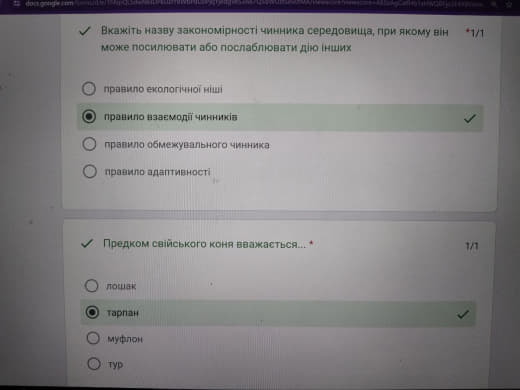 docs.google.com
Вкажіть назву закономірності чинника середовища, при якому він *1/1
може посилювати або послаблювати дію інших
правило екологічної ніші
правило взаємодії чинників
правило обмежувального чинника
правило адаптивності
Предком свійського коня вважається... * 1/1
лошак
тарпан
муфлон
тур